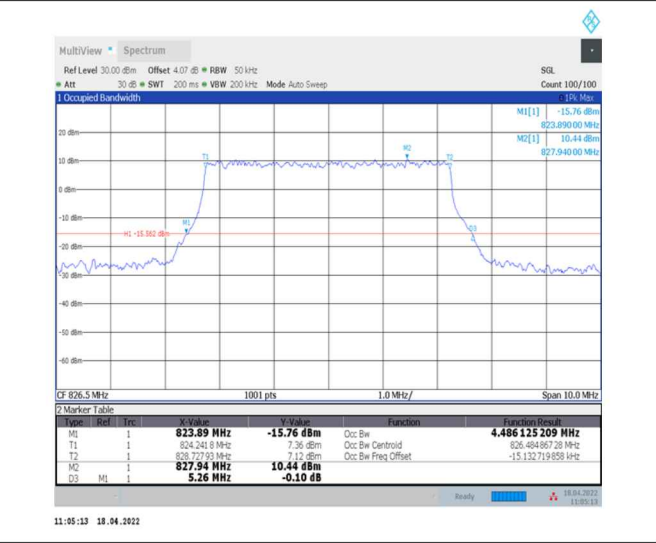 MultiView Spectrum
Ref Level 30.00 dBm Offset 4.07 dB RBW 50 kHz SGL
Att 30 dB SWT 200 ms VBW 200 kHz Mode Auto Sweep Count 100/100
1 Occupied Bandwidth 1Pk Max
M1[1] -15.76 dBm
823.89000 MHz
M2[1] 10.44 dBm
827.94000 MHz
20 dBm
M2
T1 T2
10 dBm
0 dBm
-10 dBm
M1
H1 -15.562 dBm D3
-20 dBm
-30 dBm
-40 dBm
-50 dBm
-60 dBm
CF 826.5 MHz 1001 pts 1.0 MHz/ Span 10.0 MHz
2 Marker Table
Type Ref Trc X-Value Y-Value Function Function Result
M1 1 823.89 MHz -15.76 dBm Occ Bw 4.486 125 209 MHz
T1 1 824.241 8 MHz 7.36 dBm Occ Bw Centroid 826.484 867 28 MHz
T2 1 828.727 93 MHz 7.12 dBm Occ Bw Freq Offset -15.132 719 858 kHz
M2 1 827.94 MHz 10.44 dBm
D3 M1 1 5.26 MHz -0.10 dB
Ready 18.04.2022
11:05:13
11:05:13 18.04.2022